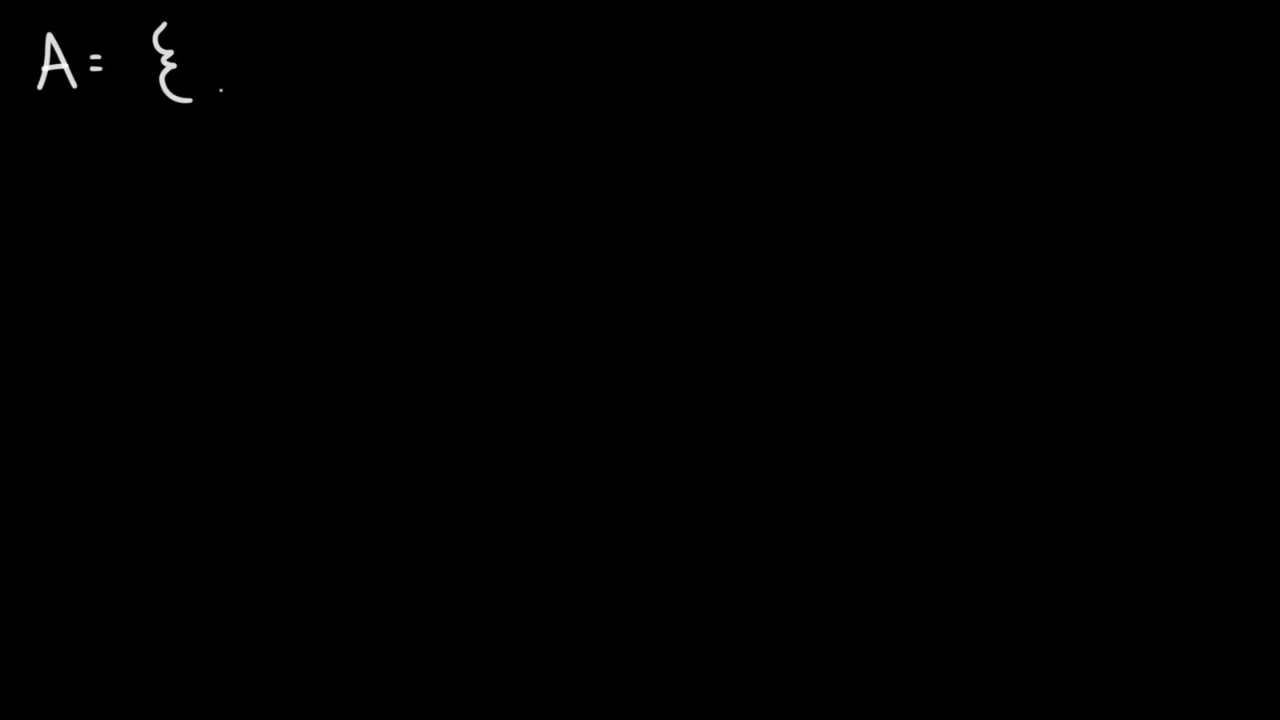 A = {